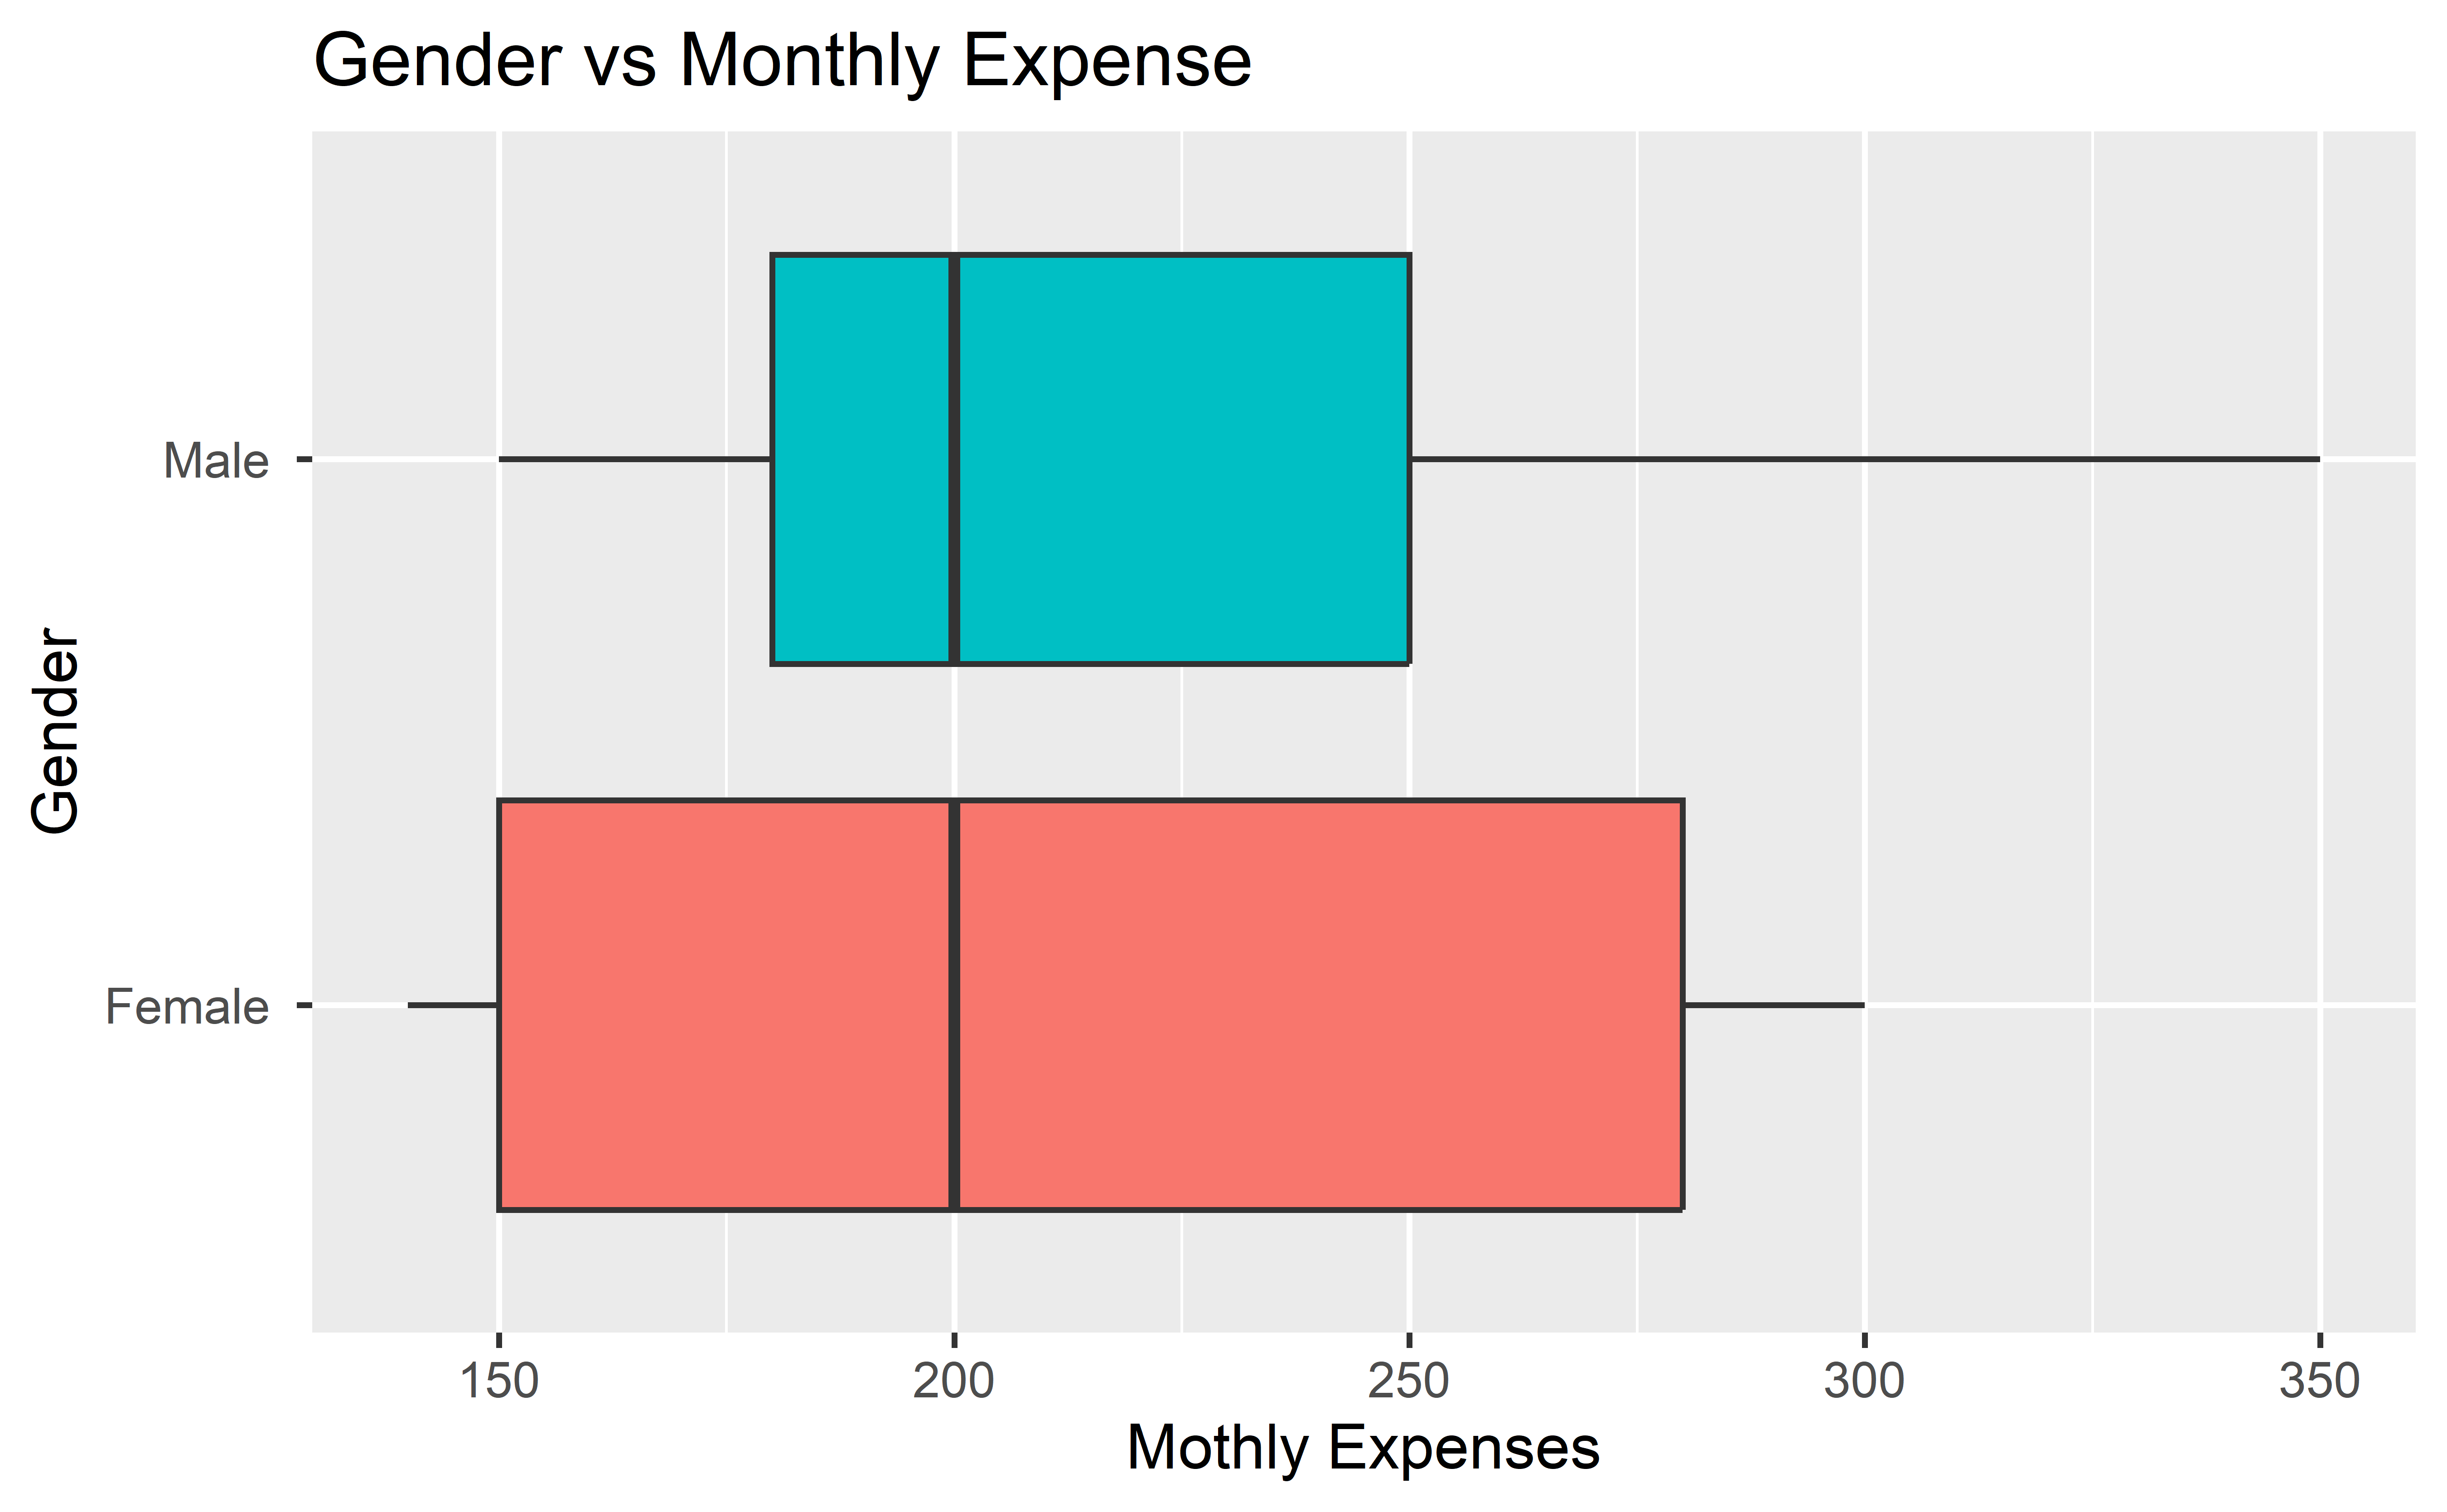 Gender vs Monthly Expense
Gender
Male
Female
150 200 250 300 350
Mothly Expenses